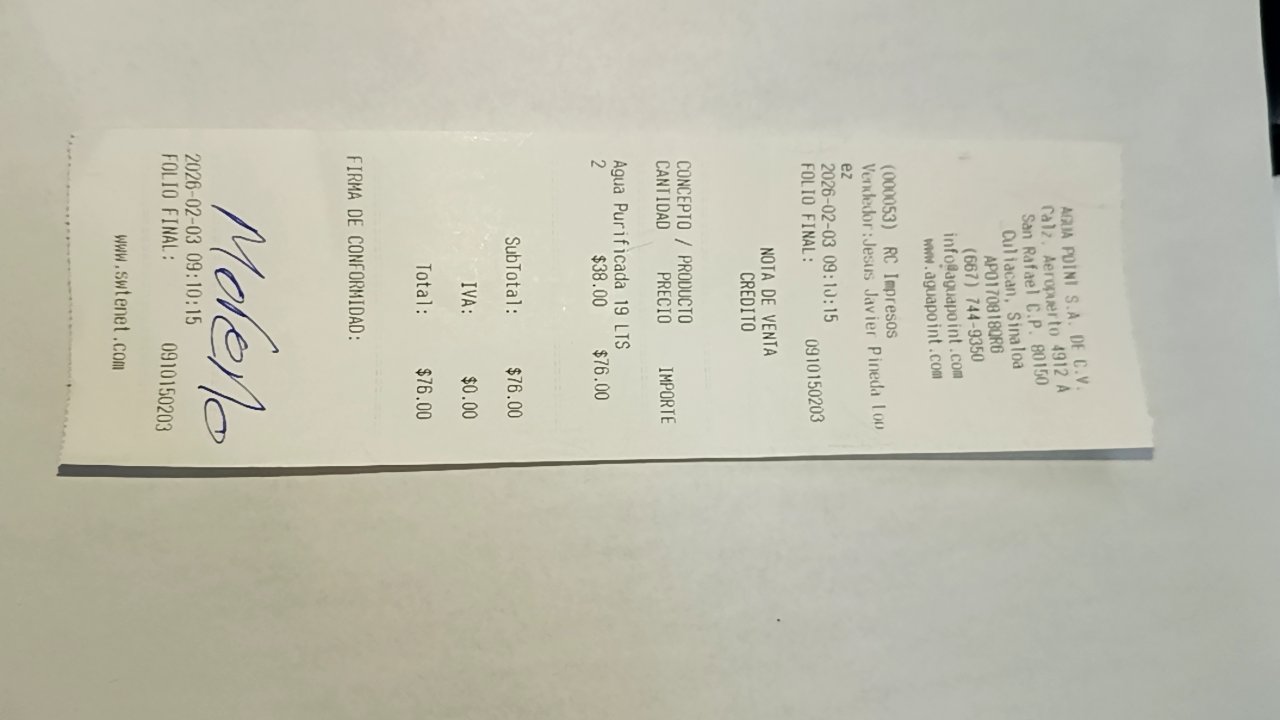 AGUA POINT S.A. DE C.V.
Calz. Aeropuerto 4912 A
San Rafael C.P. 80150
Culiacan, Sinaloa
APO170818QR6
(667) 744-9350
info@aguapoint.com
www.aguapoint.com
(000053) RC Impresos
Vendedor:Jesus Javier Pineda Lop
ez
2026-02-03 09:10:15
FOLIO FINAL: 0910150203
NOTA DE VENTA
CREDITO
CONCEPTO / PRODUCTO
CANTIDAD PRECIO IMPORTE
Agua Purificada 19 LTS
2 $38.00 $76.00
SubTotal: $76.00
IVA: $0.00
Total: $76.00
FIRMA DE CONFORMIDAD:
Moreno
2026-02-03 09:10:15
FOLIO FINAL: 0910150203
www.swtenet.com